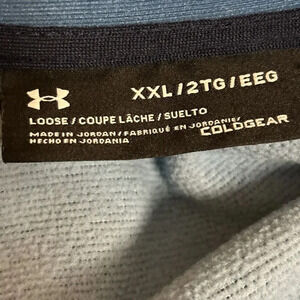 XXL/2TG/EEG
LOOSE/COUPE LÂCHE/SUELTO
MADE IN JORDAN/FABRIQUÉ EN JORDANIE/
HECHO EN JORDANIA
COLDGEAR